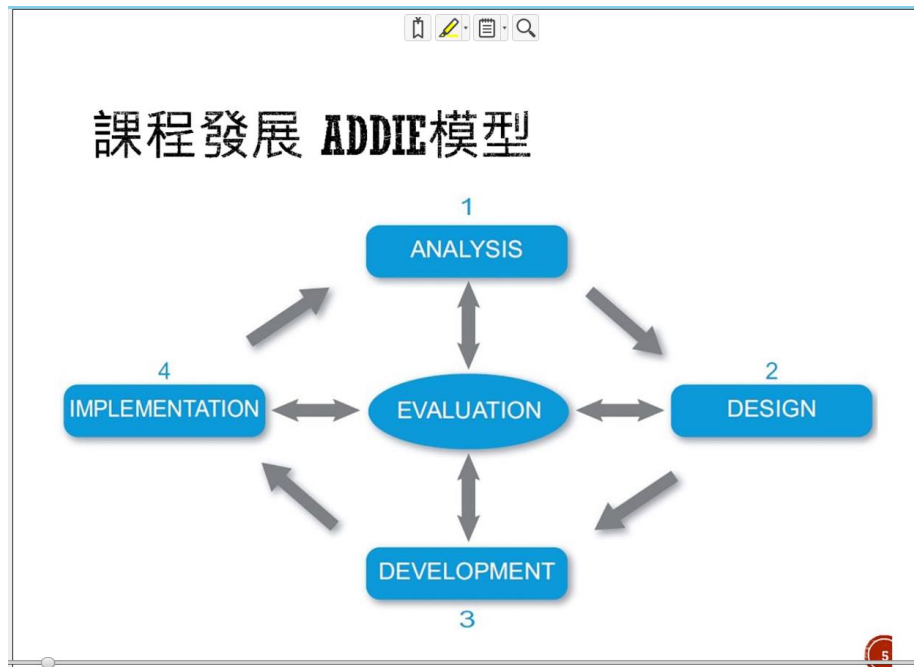 課程發展 ADDIE模型
1
ANALYSIS
4
IMPLEMENTATION
EVALUATION
2
DESIGN
DEVELOPMENT
3
5